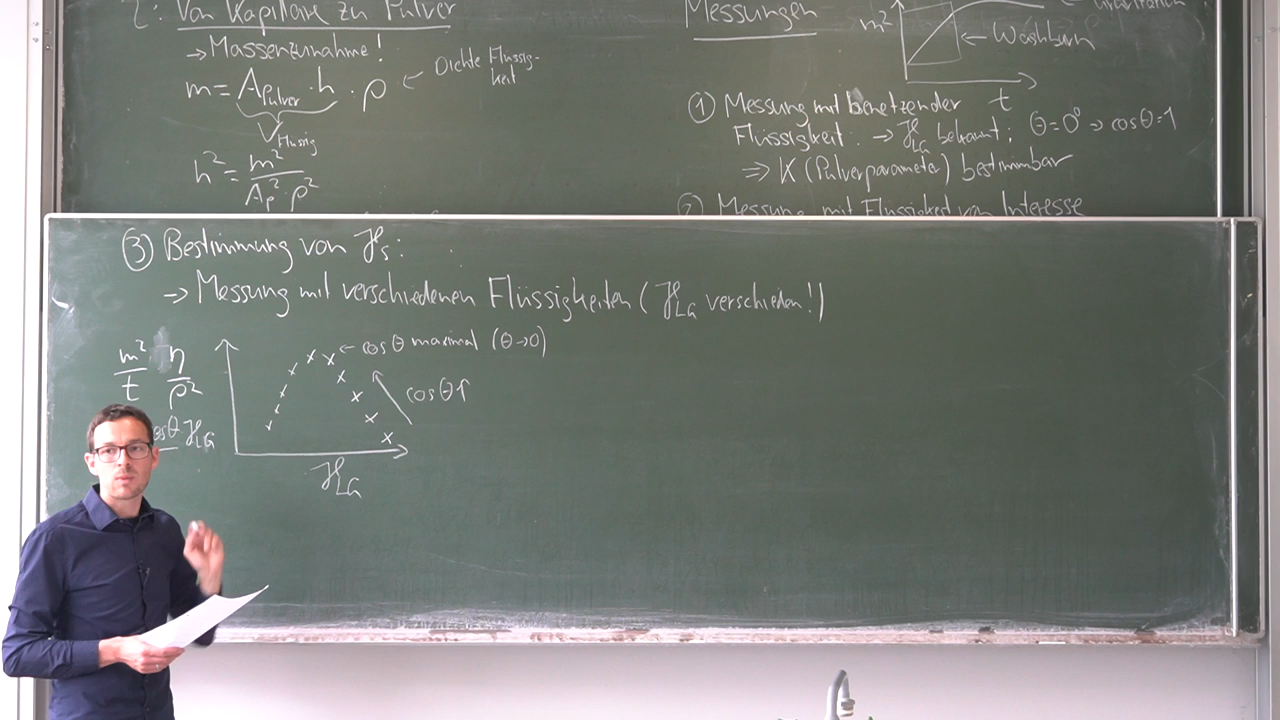 2: Von Kapillare zu Pulver
→ Massenzunahme!
m = A_Pulver · h · ρ ← Dichte Flüssig-
keit
V_Flüssig
h² = m² / A_P² · ρ²
Messungen
m²
← Washburn
t
① Messung mit benetzender
Flüssigkeit: → γ_LG bekannt; θ=0° ⇒ cosθ=1
⇒ K (Pulverparameter) bestimmbar
② Messung mit Flüssigkeit von Interesse
③ Bestimmung von γ_S:
→ Messung mit verschiedenen Flüssigkeiten (γ_LG verschieden!)
m²/t η/ρ²
← cosθ maximal (θ→0)
cosθ↑
cosθ γ_LG
γ_LG